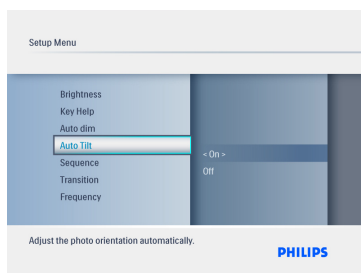 Setup Menu
Brightness
Key Help
Auto dim
Auto Tilt
Sequence
Transition
Frequency
< On >
Off
Adjust the photo orientation automatically.
PHILIPS